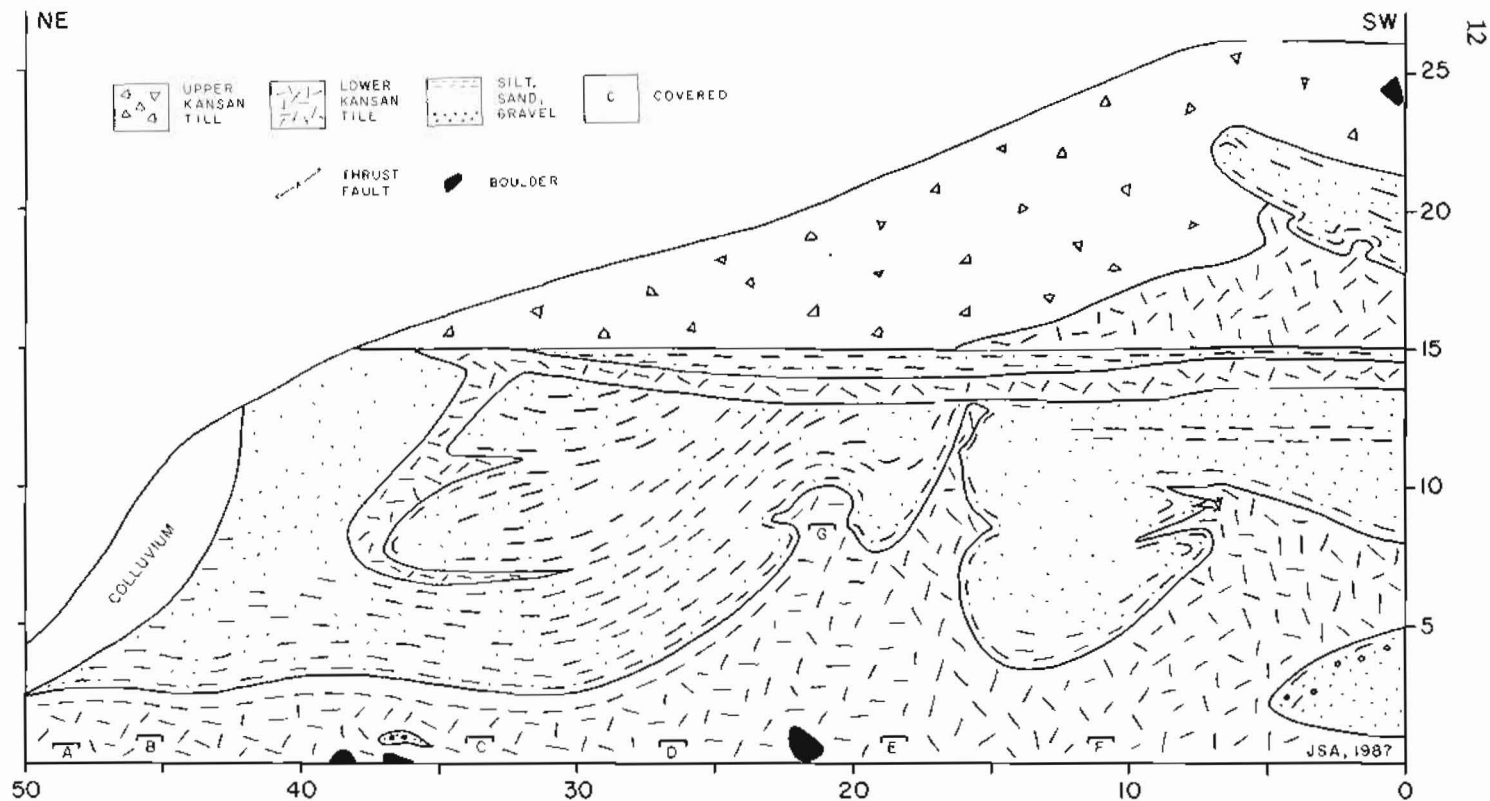 NE
SW
12
UPPER
KANSAN
TILL
LOWER
KANSAN
TILL
SILT,
SAND,
GRAVEL
C
COVERED
THRUST
FAULT
BOULDER
25
20
15
10
5
COLLUVIUM
G
A
B
C
D
E
F
JSA, 1987
50
40
30
20
10
0